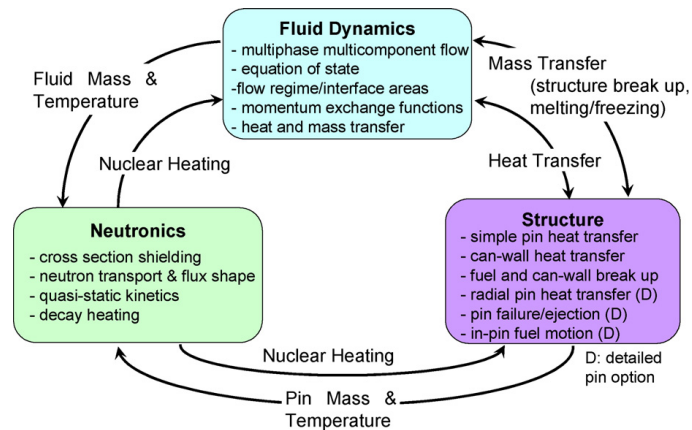 Fluid Dynamics
- multiphase multicomponent flow
- equation of state
-flow regime/interface areas
- momentum exchange functions
- heat and mass transfer
Fluid Mass &
Temperature
Nuclear Heating
Mass Transfer
(structure break up,
melting/freezing)
Heat Transfer
Neutronics
- cross section shielding
- neutron transport & flux shape
- quasi-static kinetics
- decay heating
Structure
- simple pin heat transfer
- can-wall heat transfer
- fuel and can-wall break up
- radial pin heat transfer (D)
- pin failure/ejection (D)
- in-pin fuel motion (D)
Nuclear Heating
D: detailed
pin option
Pin Mass &
Temperature